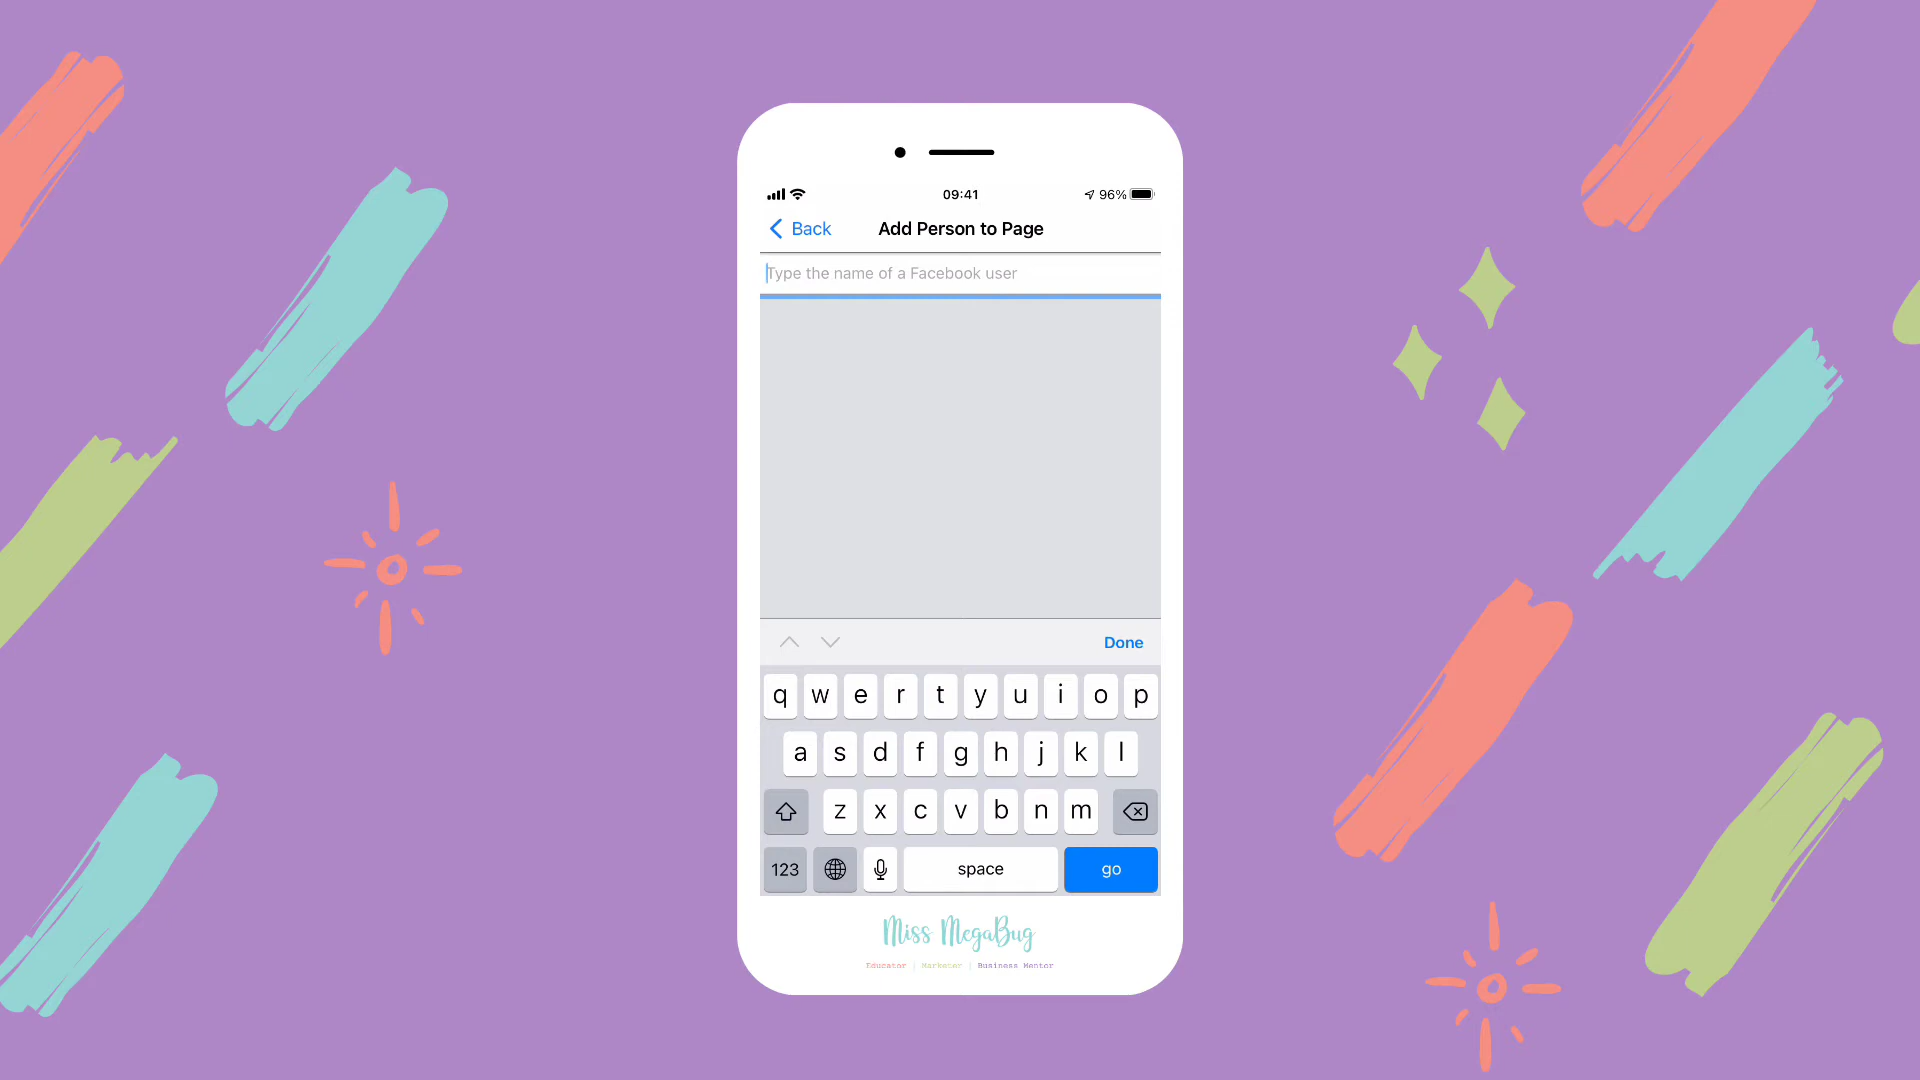 09:41
96%
Back
Add Person to Page
Type the name of a Facebook user
Done
q w e r t y u i o p
a s d f g h j k l
z x c v b n m
123 space go
Miss MegaBug
Educator | Marketer | Business Mentor